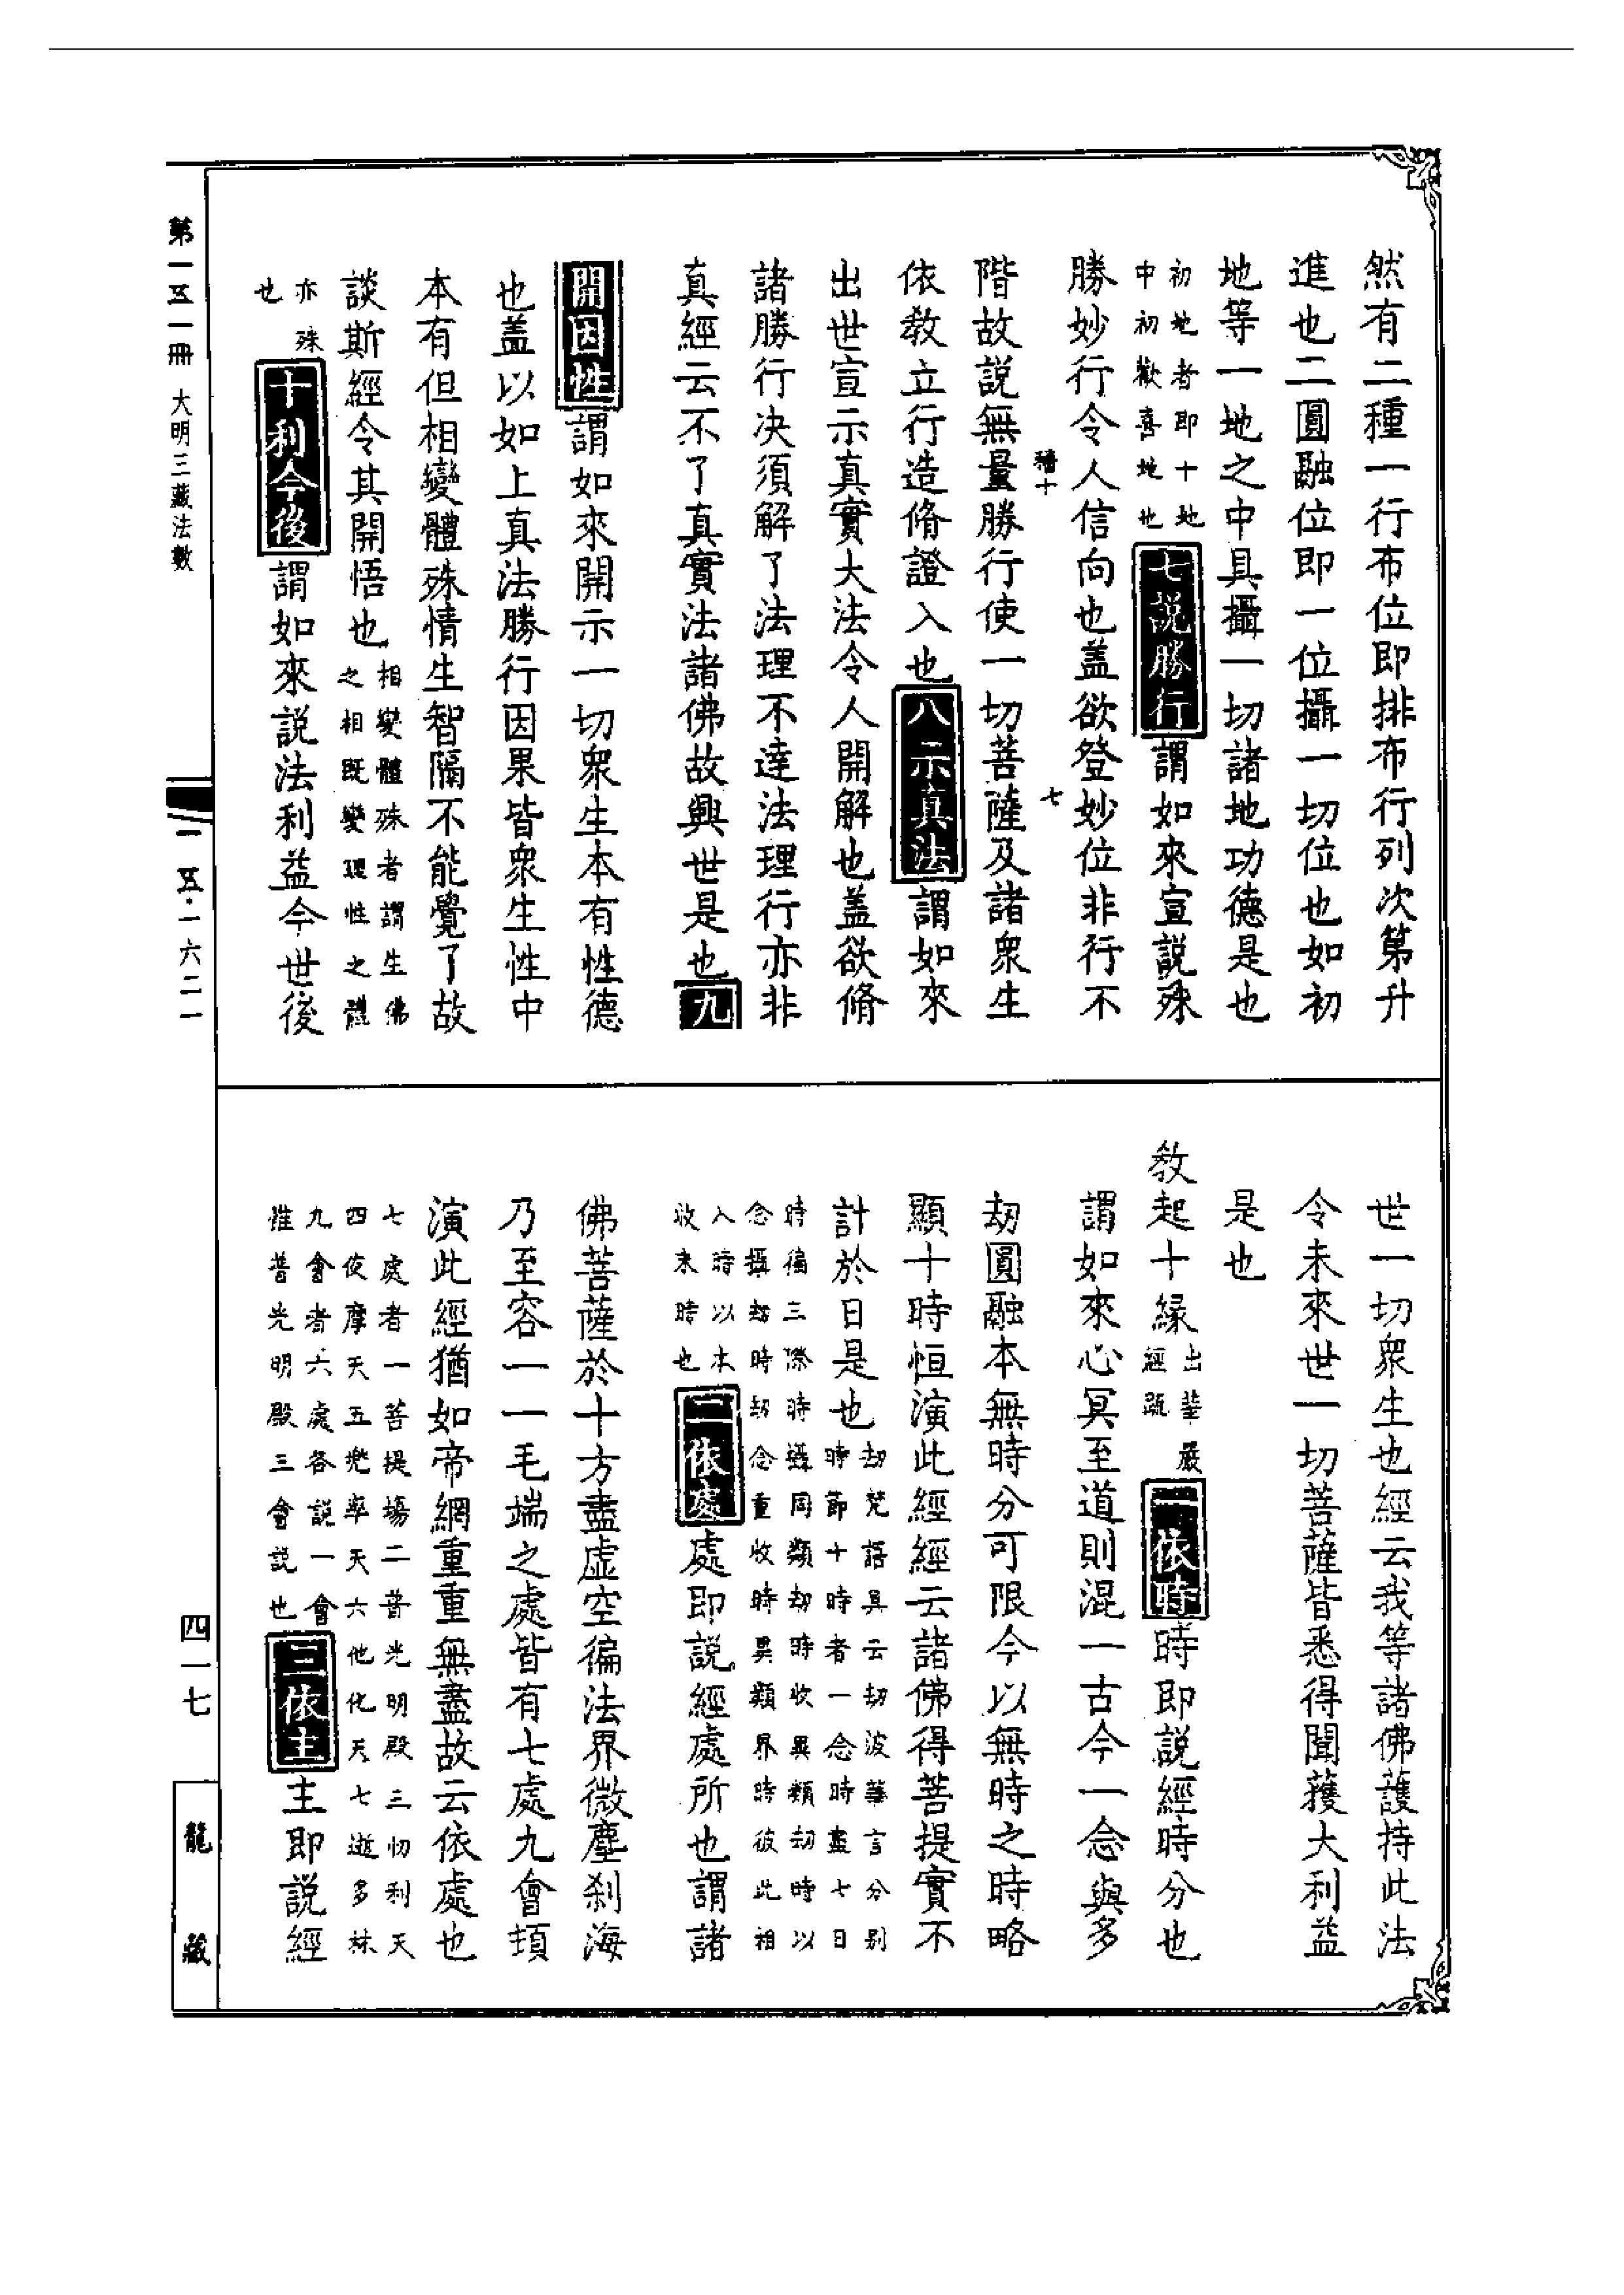 然有二種一行布位即排布行列次第升
進也二圓融位即一位攝一切位也如初
地等一地之中具攝一切諸地功德是也
初地者即十地
中初歡喜地也
七說勝行謂如來宣說殊
勝妙行令人信向也盖欲登妙位非行不
階故說無量勝行使一切菩薩及諸衆生
依教立行造脩證入也八示真法謂如來
出世宣示真實大法令人開解也盖欲脩
諸勝行决須解了法理不達法理行亦非
真經云不了真實法諸佛故興世是也九
開因性謂如來開示一切衆生本有性德
也盖以如上真法勝行因果皆衆生性中
本有但相變體殊情生智隔不能覺了故
談斯經令其開悟也
相變體殊者謂生佛
之相既變理性之體
亦殊
也
十利今後謂如來說法利益今世後
世一切衆生也經云我等諸佛護持此法
令未來世一切菩薩皆悉得聞獲大利益
是也
教起十緣
出華嚴
經䟽
一依時時即說經時分也
謂如來心冥至道則混一古今一念與多
劫圓融本無時分可限今以無時之時略
顯十時恒演此經經云諸佛得菩提實不
計於日是也
劫梵語具云劫波華言分别
時節十時者一念時盡七日
時徧三際時攝同類劫時收異類劫時以
念攝劫時劫念重收時異類界時彼此相
入時以本
收末時也
二依處處即說經處所也謂諸
佛菩薩於十方盡虛空徧法界微塵刹海
乃至容一一毛端之處皆有七處九會頓
演此經猶如帝網重重無盡故云依處也
七處者一菩提場二普光明殿三忉利天
四夜摩天五兜率天六他化天七逝多林
九會者六處各說一會
惟普光明殿三會說也
三依主主即說經
第一五一冊 大明三藏法數
一五·一六二一
四一七
龍藏